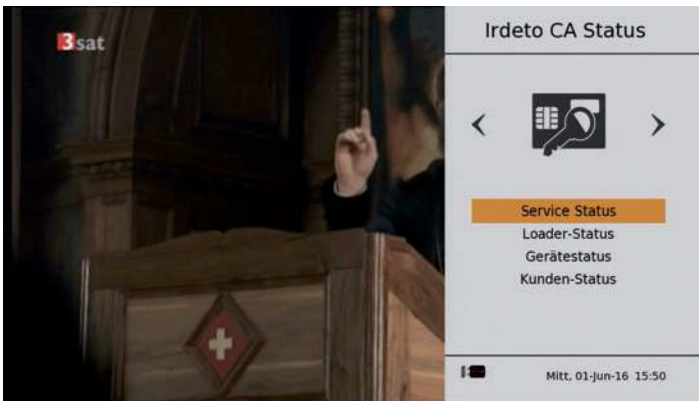 3sat
Irdeto CA Status
Service Status
Loader-Status
Gerätestatus
Kunden-Status
Mitt, 01-Jun-16 15:50